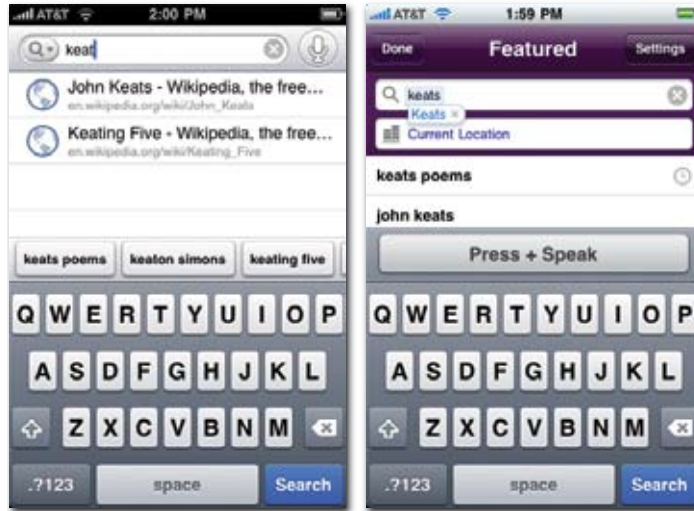 AT&T 2:00 PM
keat
John Keats - Wikipedia, the free...
en.wikipedia.org/wiki/John_Keats
Keating Five - Wikipedia, the free...
en.wikipedia.org/wiki/Keating_Five
keats poems keaton simons keating five
Q W E R T Y U I O P
A S D F G H J K L
Z X C V B N M
.?123 space Search
AT&T 1:59 PM
Done Featured Settings
keats
Keats ×
Current Location
keats poems
john keats
Press + Speak
Q W E R T Y U I O P
A S D F G H J K L
Z X C V B N M
.?123 space Search